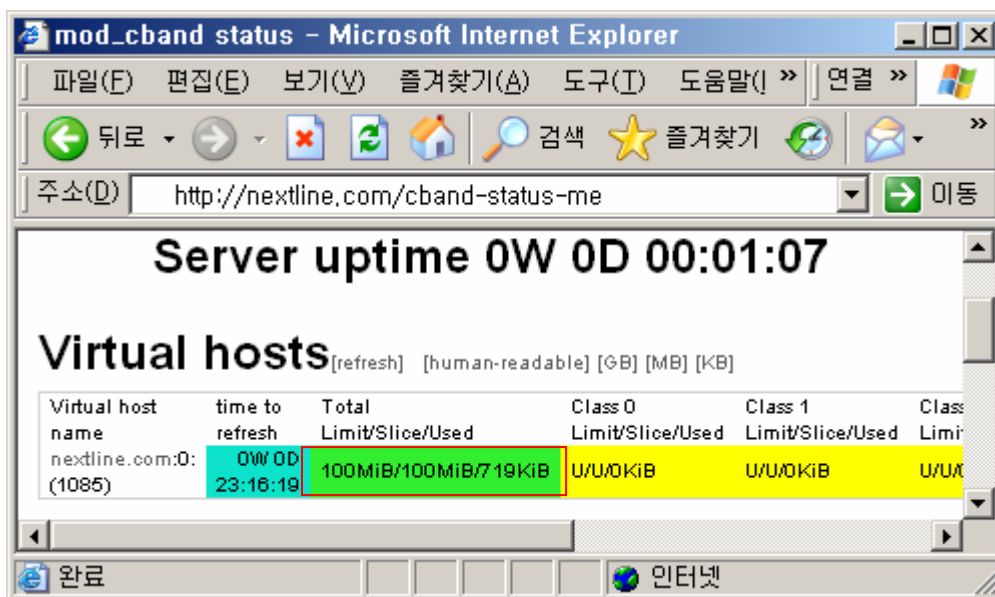 mod_cband status - Microsoft Internet Explorer
파일(F) 편집(E) 보기(V) 즐겨찾기(A) 도구(T) 도움말( » 연결 »
뒤로 검색 즐겨찾기 »
주소(D) http://nextline.com/cband-status-me 이동
Server uptime 0W 0D 00:01:07
Virtual hosts[refresh] [human-readable] [GB] [MB] [KB]
Virtual host time to Total Class 0 Class 1 Class
name refresh Limit/Slice/Used Limit/Slice/Used Limit/Slice/Used Limi
nextline.com:0: 0W 0D 100MiB/100MiB/719KiB U/U/0KiB U/U/0KiB U/U/
(1085) 23:16:19
완료 인터넷